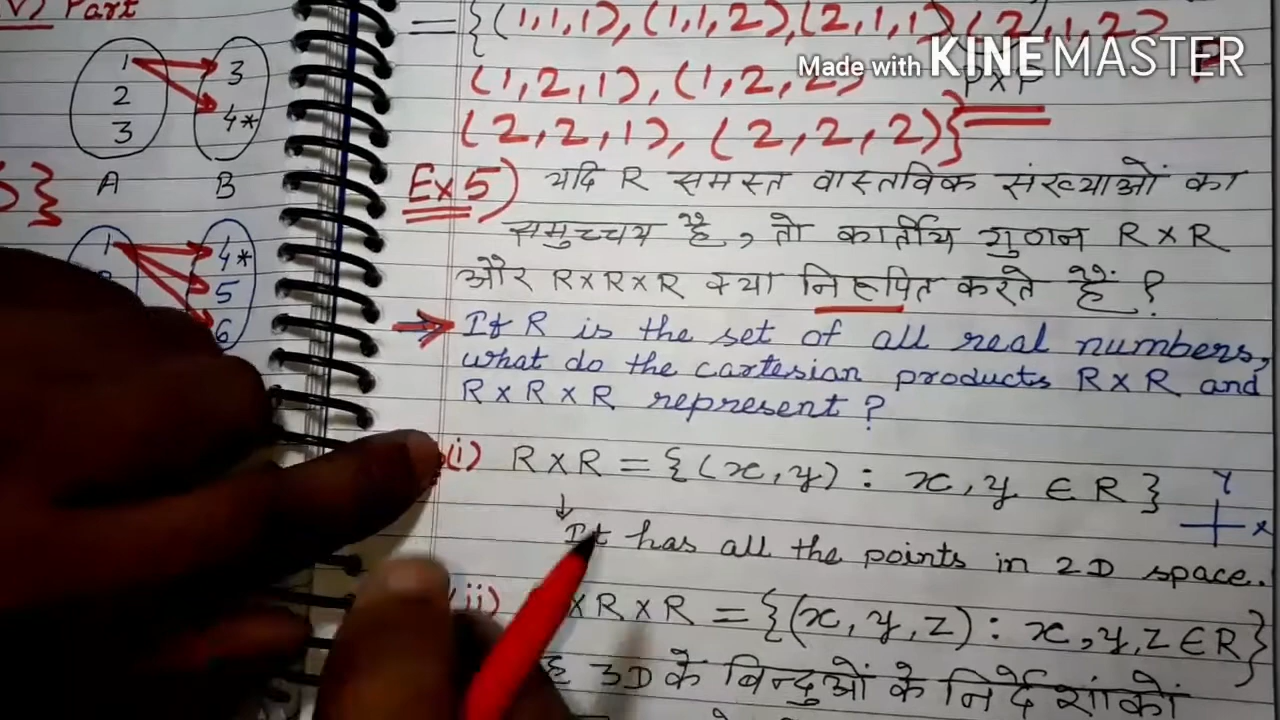 (v) Part
1
2
3
A
3
4*
B
S}
1
4*
5
6
= {(1,1,1), (1,1,2), (2,1,1), (2,1,2)
Made with KINEMASTER
(1,2,1), (1,2,2)
P×P
(2,2,1), (2,2,2)}
Ex 5) यदि R समस्त वास्तविक संख्याओं का
समुच्चय है, तो कार्तीय गुणन R×R
और R×R×R क्या निरूपित करते हैं ?
If R is the set of all real numbers,
what do the cartesian products R×R and
R×R×R represent ?
(i) R×R = {(x,y) : x,y ∈ R}
Y
X
↓
It has all the points in 2D space.
(ii) ×R×R = {(x,y,z) : x,y,z ∈ R}
3D के बिन्दुओं के निर्देशांकों